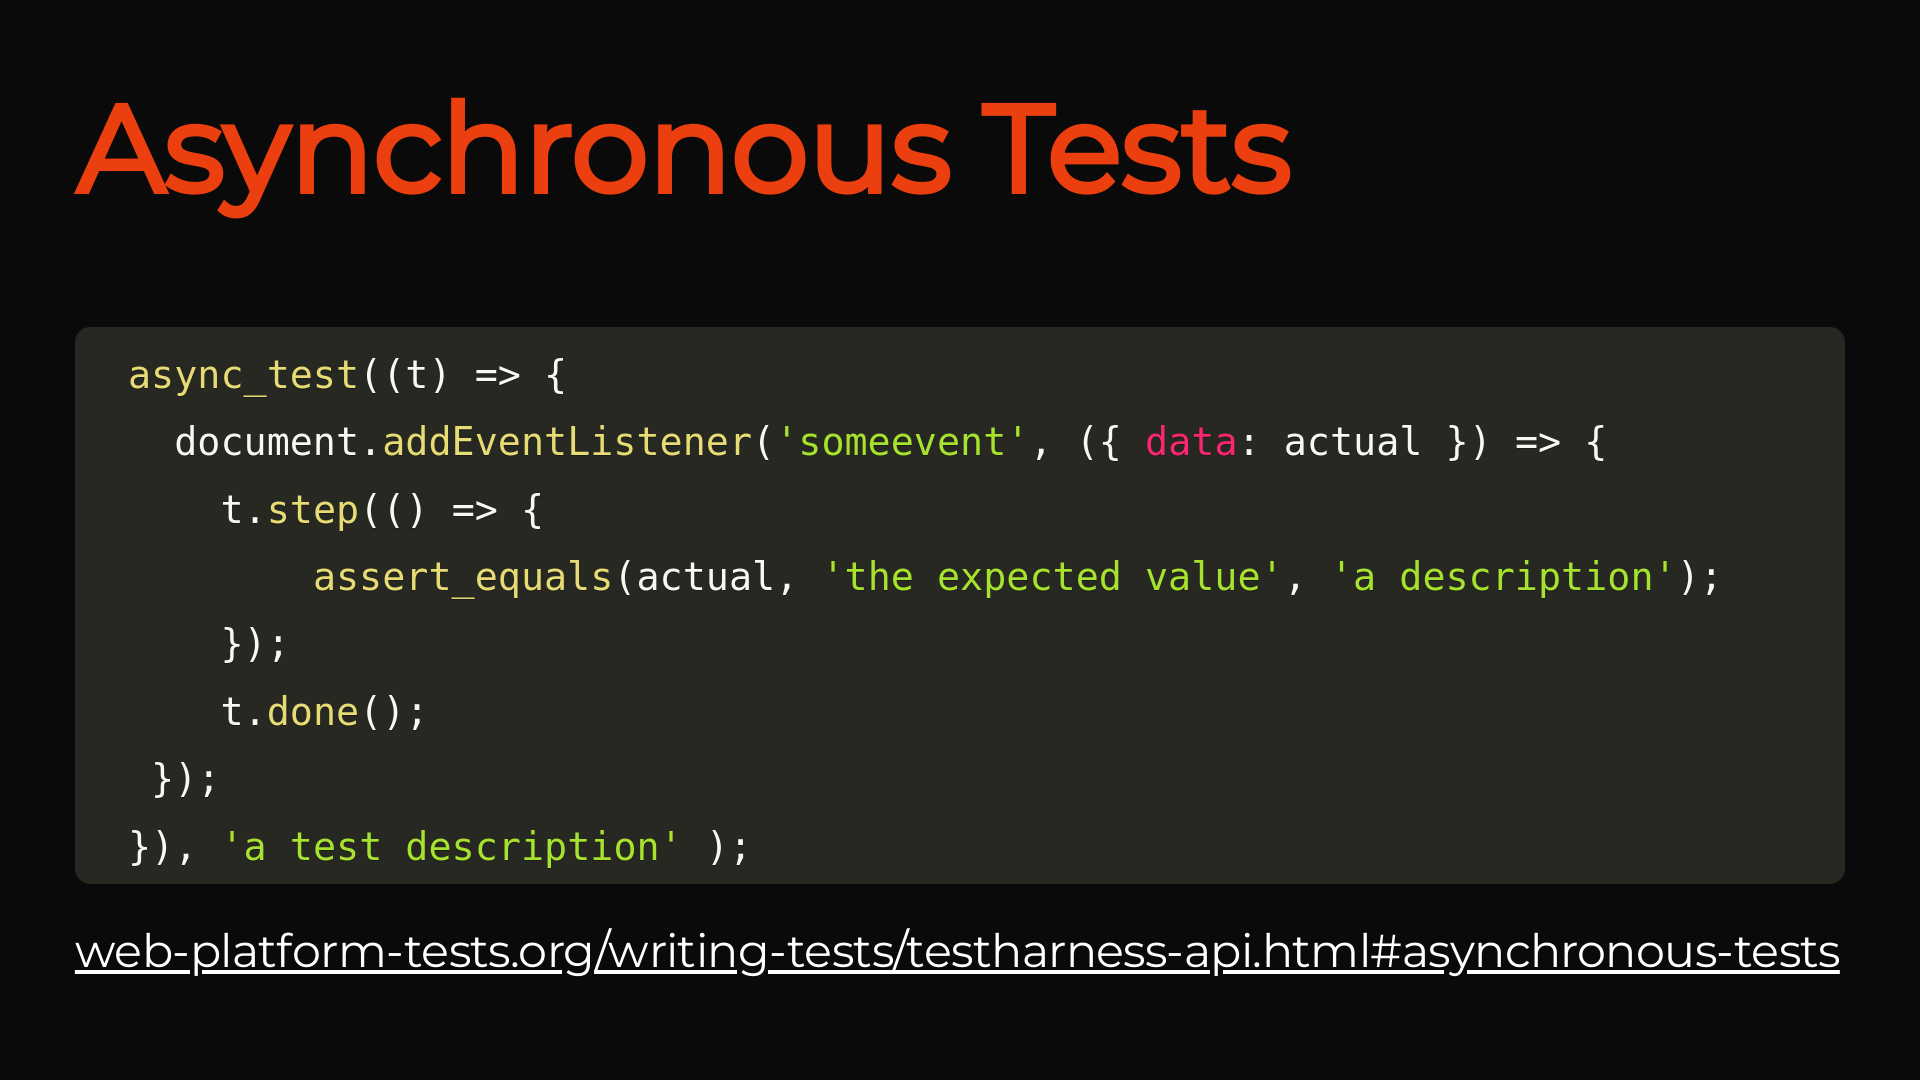 Asynchronous Tests
async_test((t) => {
  document.addEventListener('someevent', ({ data: actual }) => {
    t.step(() => {
        assert_equals(actual, 'the expected value', 'a description');
    });
    t.done();
 });
}), 'a test description' );
web-platform-tests.org/writing-tests/testharness-api.html#asynchronous-tests